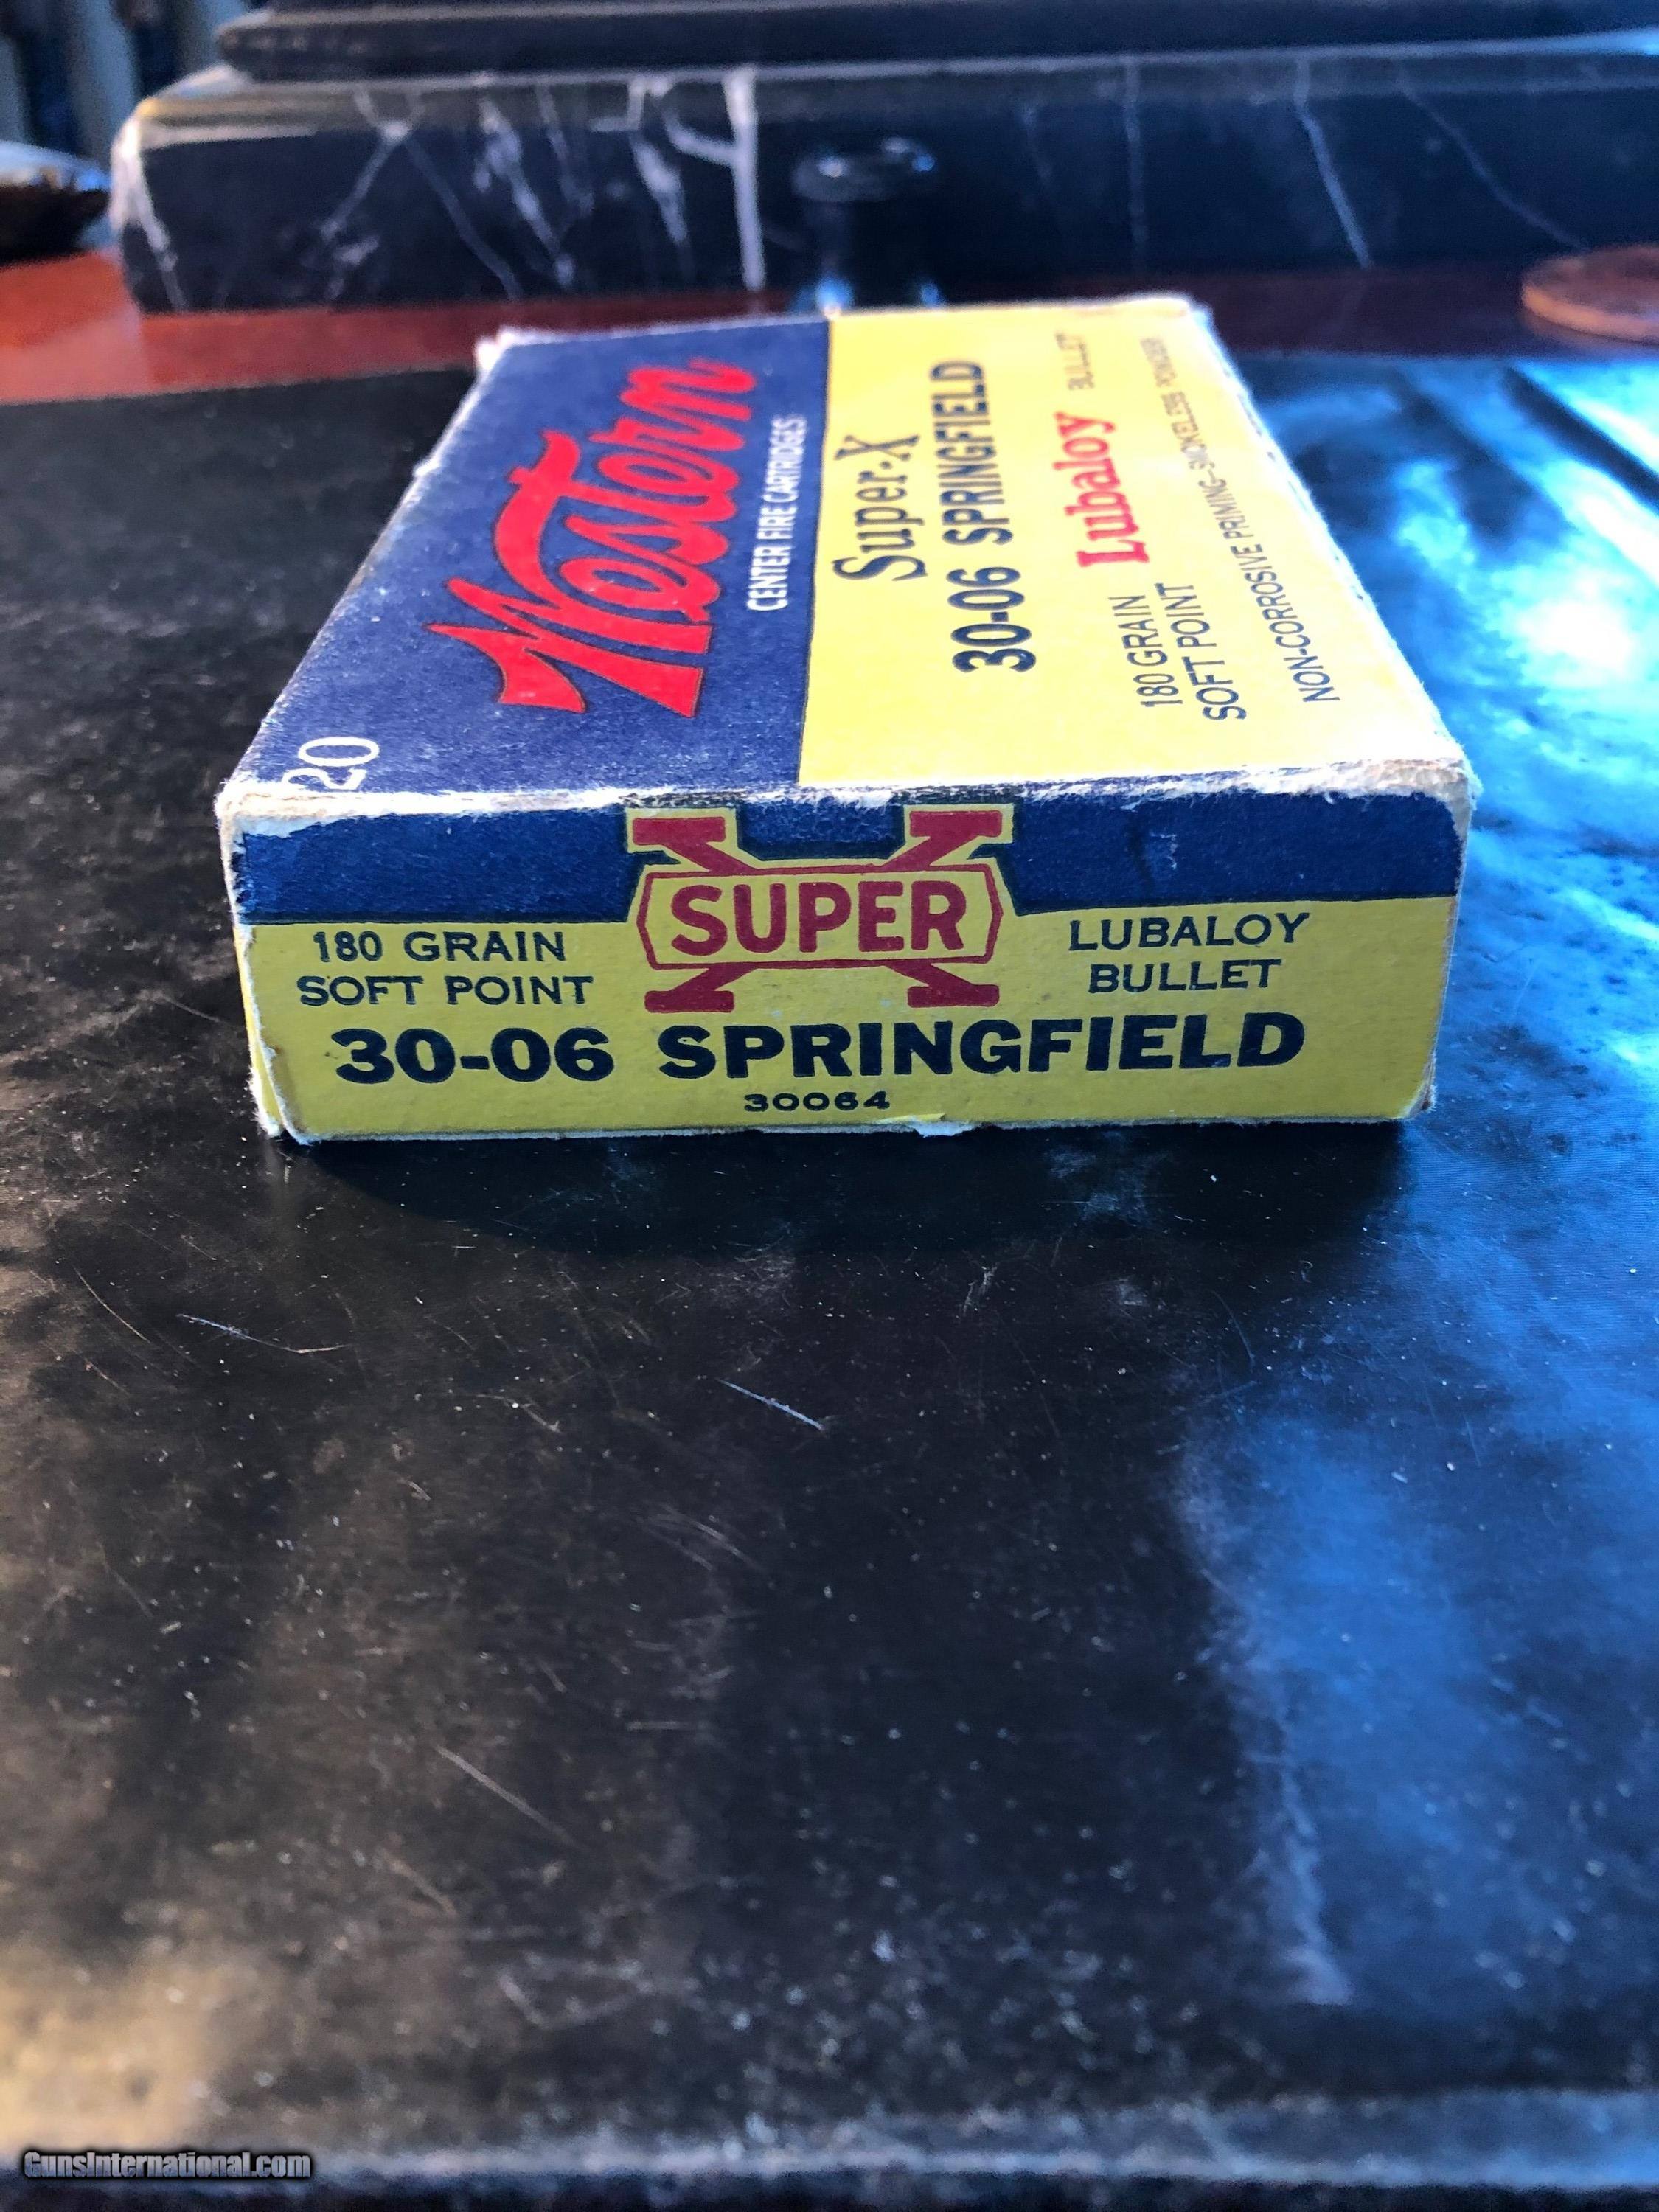 20
Western
CENTER FIRE CARTRIDGES
Super-X
30-06 SPRINGFIELD
180 GRAIN Lubaloy BULLET
SOFT POINT
NON-CORROSIVE PRIMING-SMOKELESS POWDER
X
SUPER
180 GRAIN
SOFT POINT
LUBALOY
BULLET
30-06 SPRINGFIELD
30064
GunsInternational.com